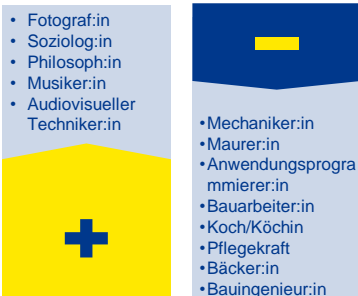 • Fotograf:in
• Soziolog:in
• Philosoph:in
• Musiker:in
• Audiovisueller
Techniker:in
•Mechaniker:in
•Maurer:in
•Anwendungsprogra
mmierer:in
•Bauarbeiter:in
•Koch/Köchin
•Pflegekraft
•Bäcker:in
•Bauingenieur:in